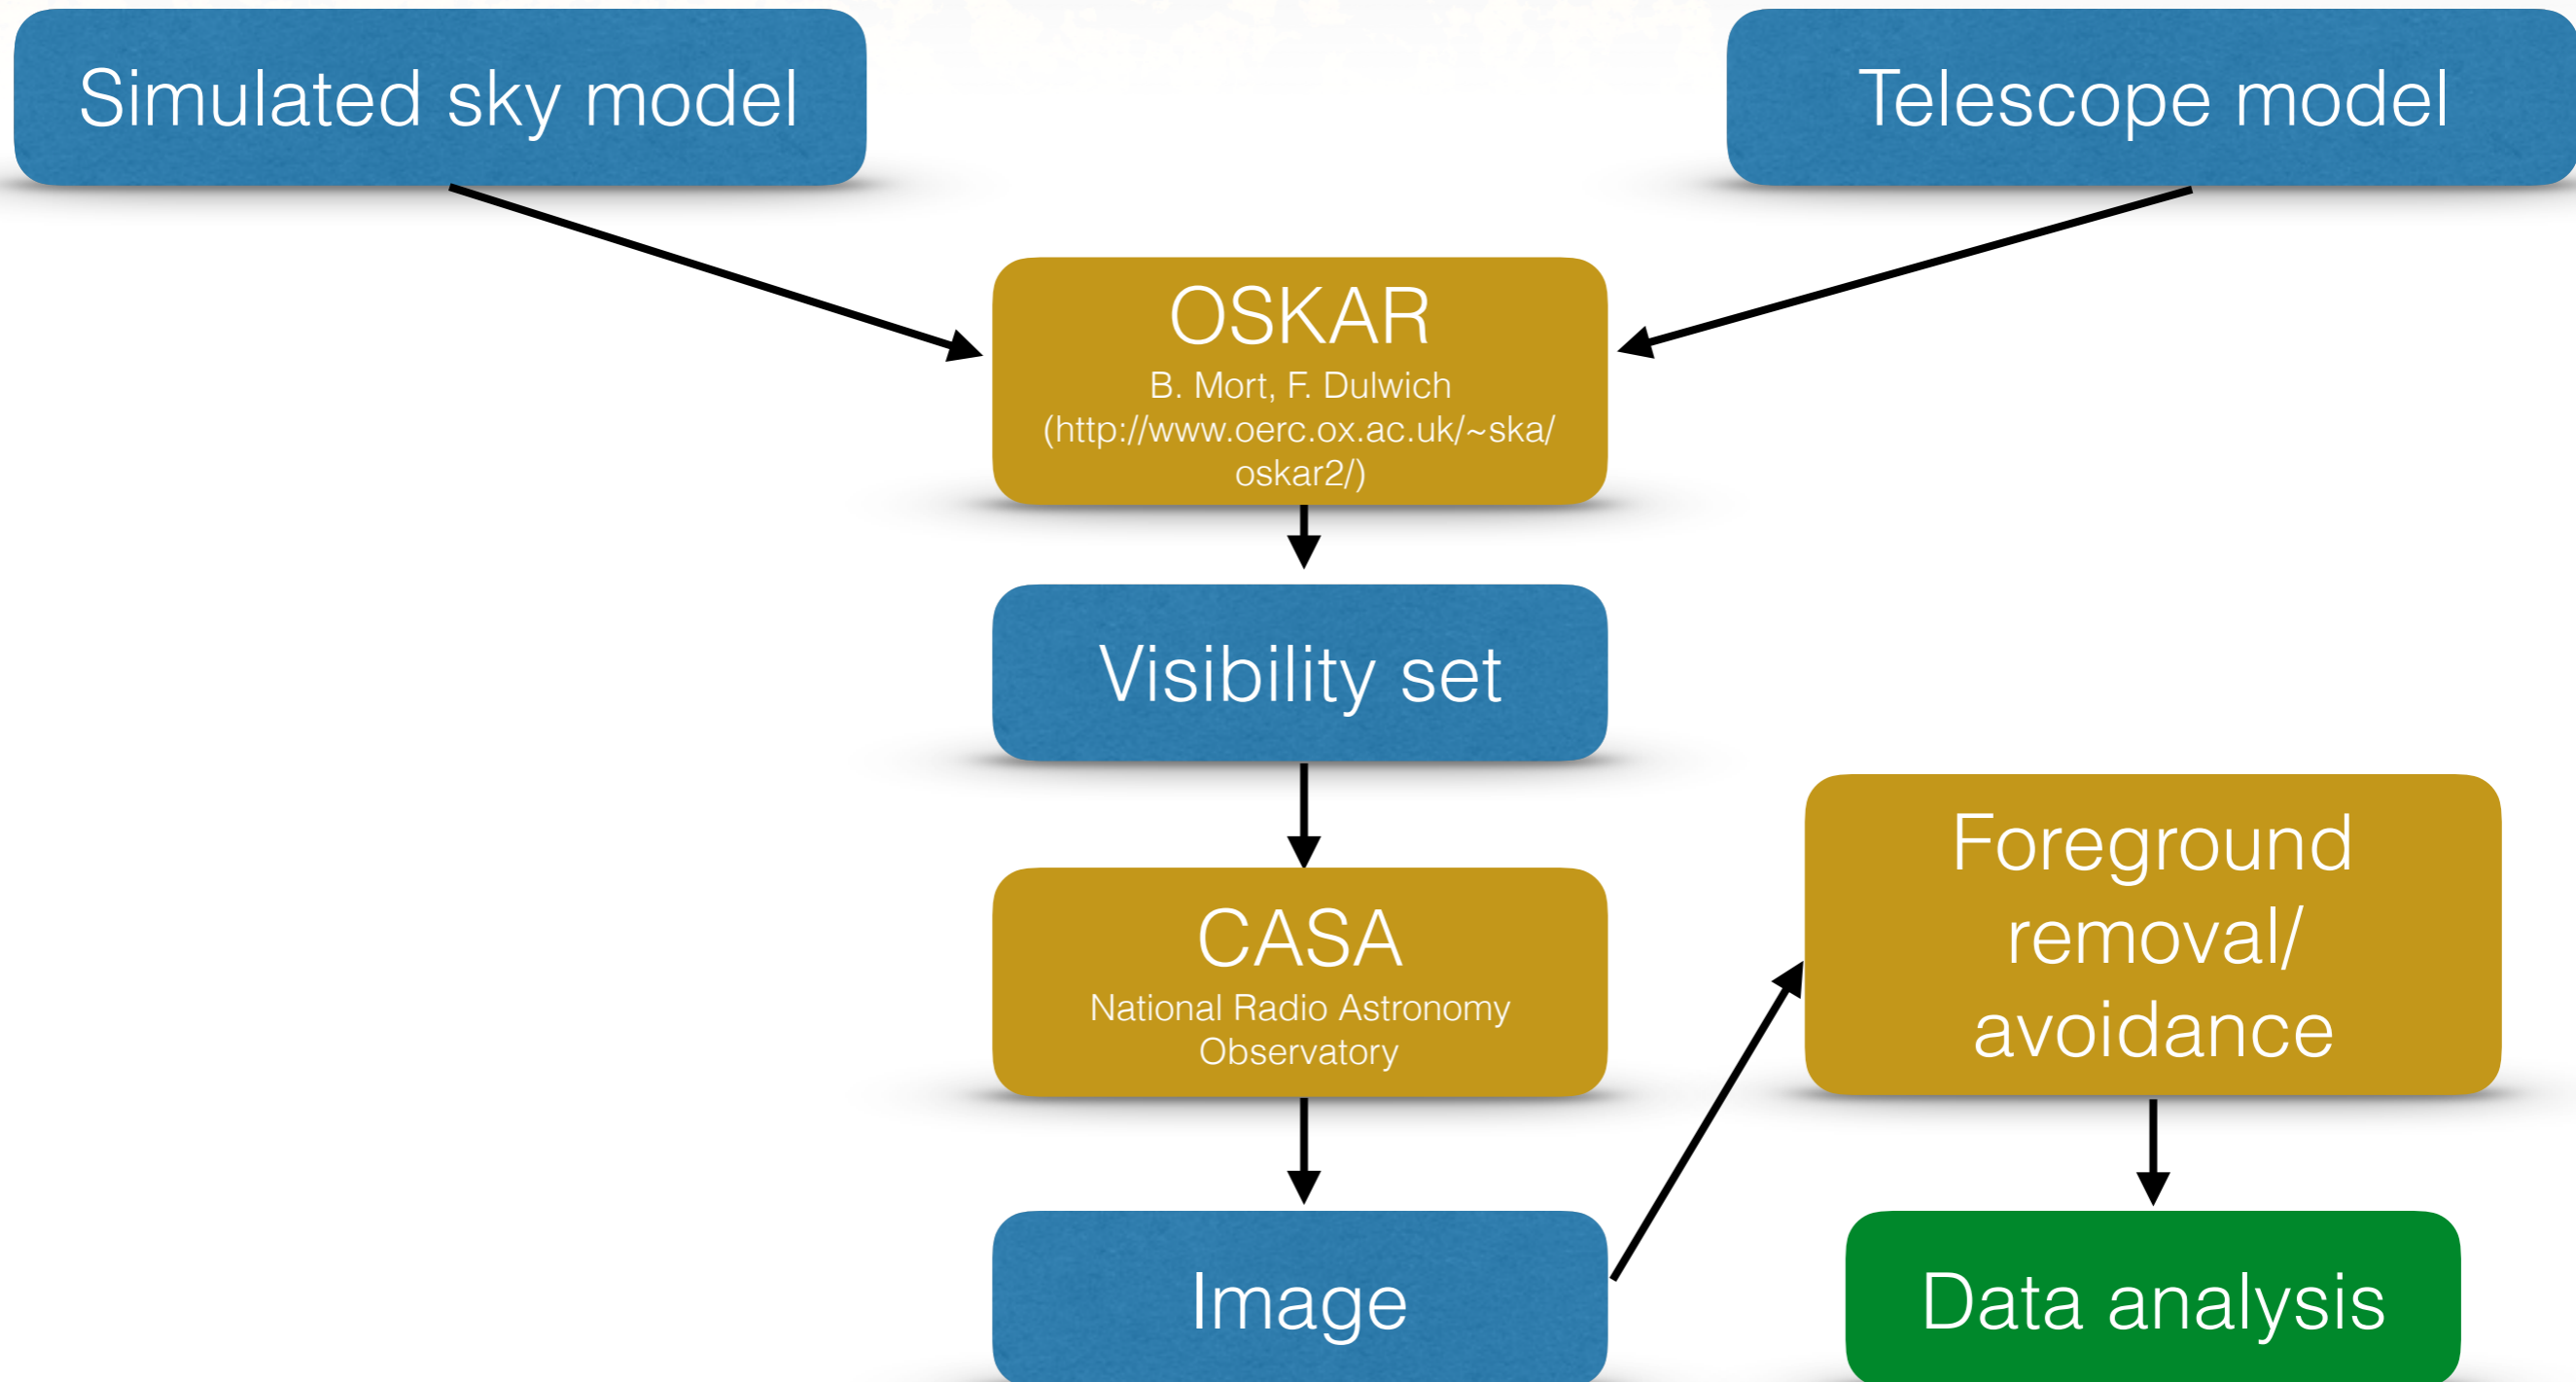 Simulated sky model
Telescope model
OSKAR
B. Mort, F. Dulwich
(http://www.oerc.ox.ac.uk/~ska/
oskar2/)
Visibility set
CASA
National Radio Astronomy
Observatory
Foreground
removal/
avoidance
Image
Data analysis